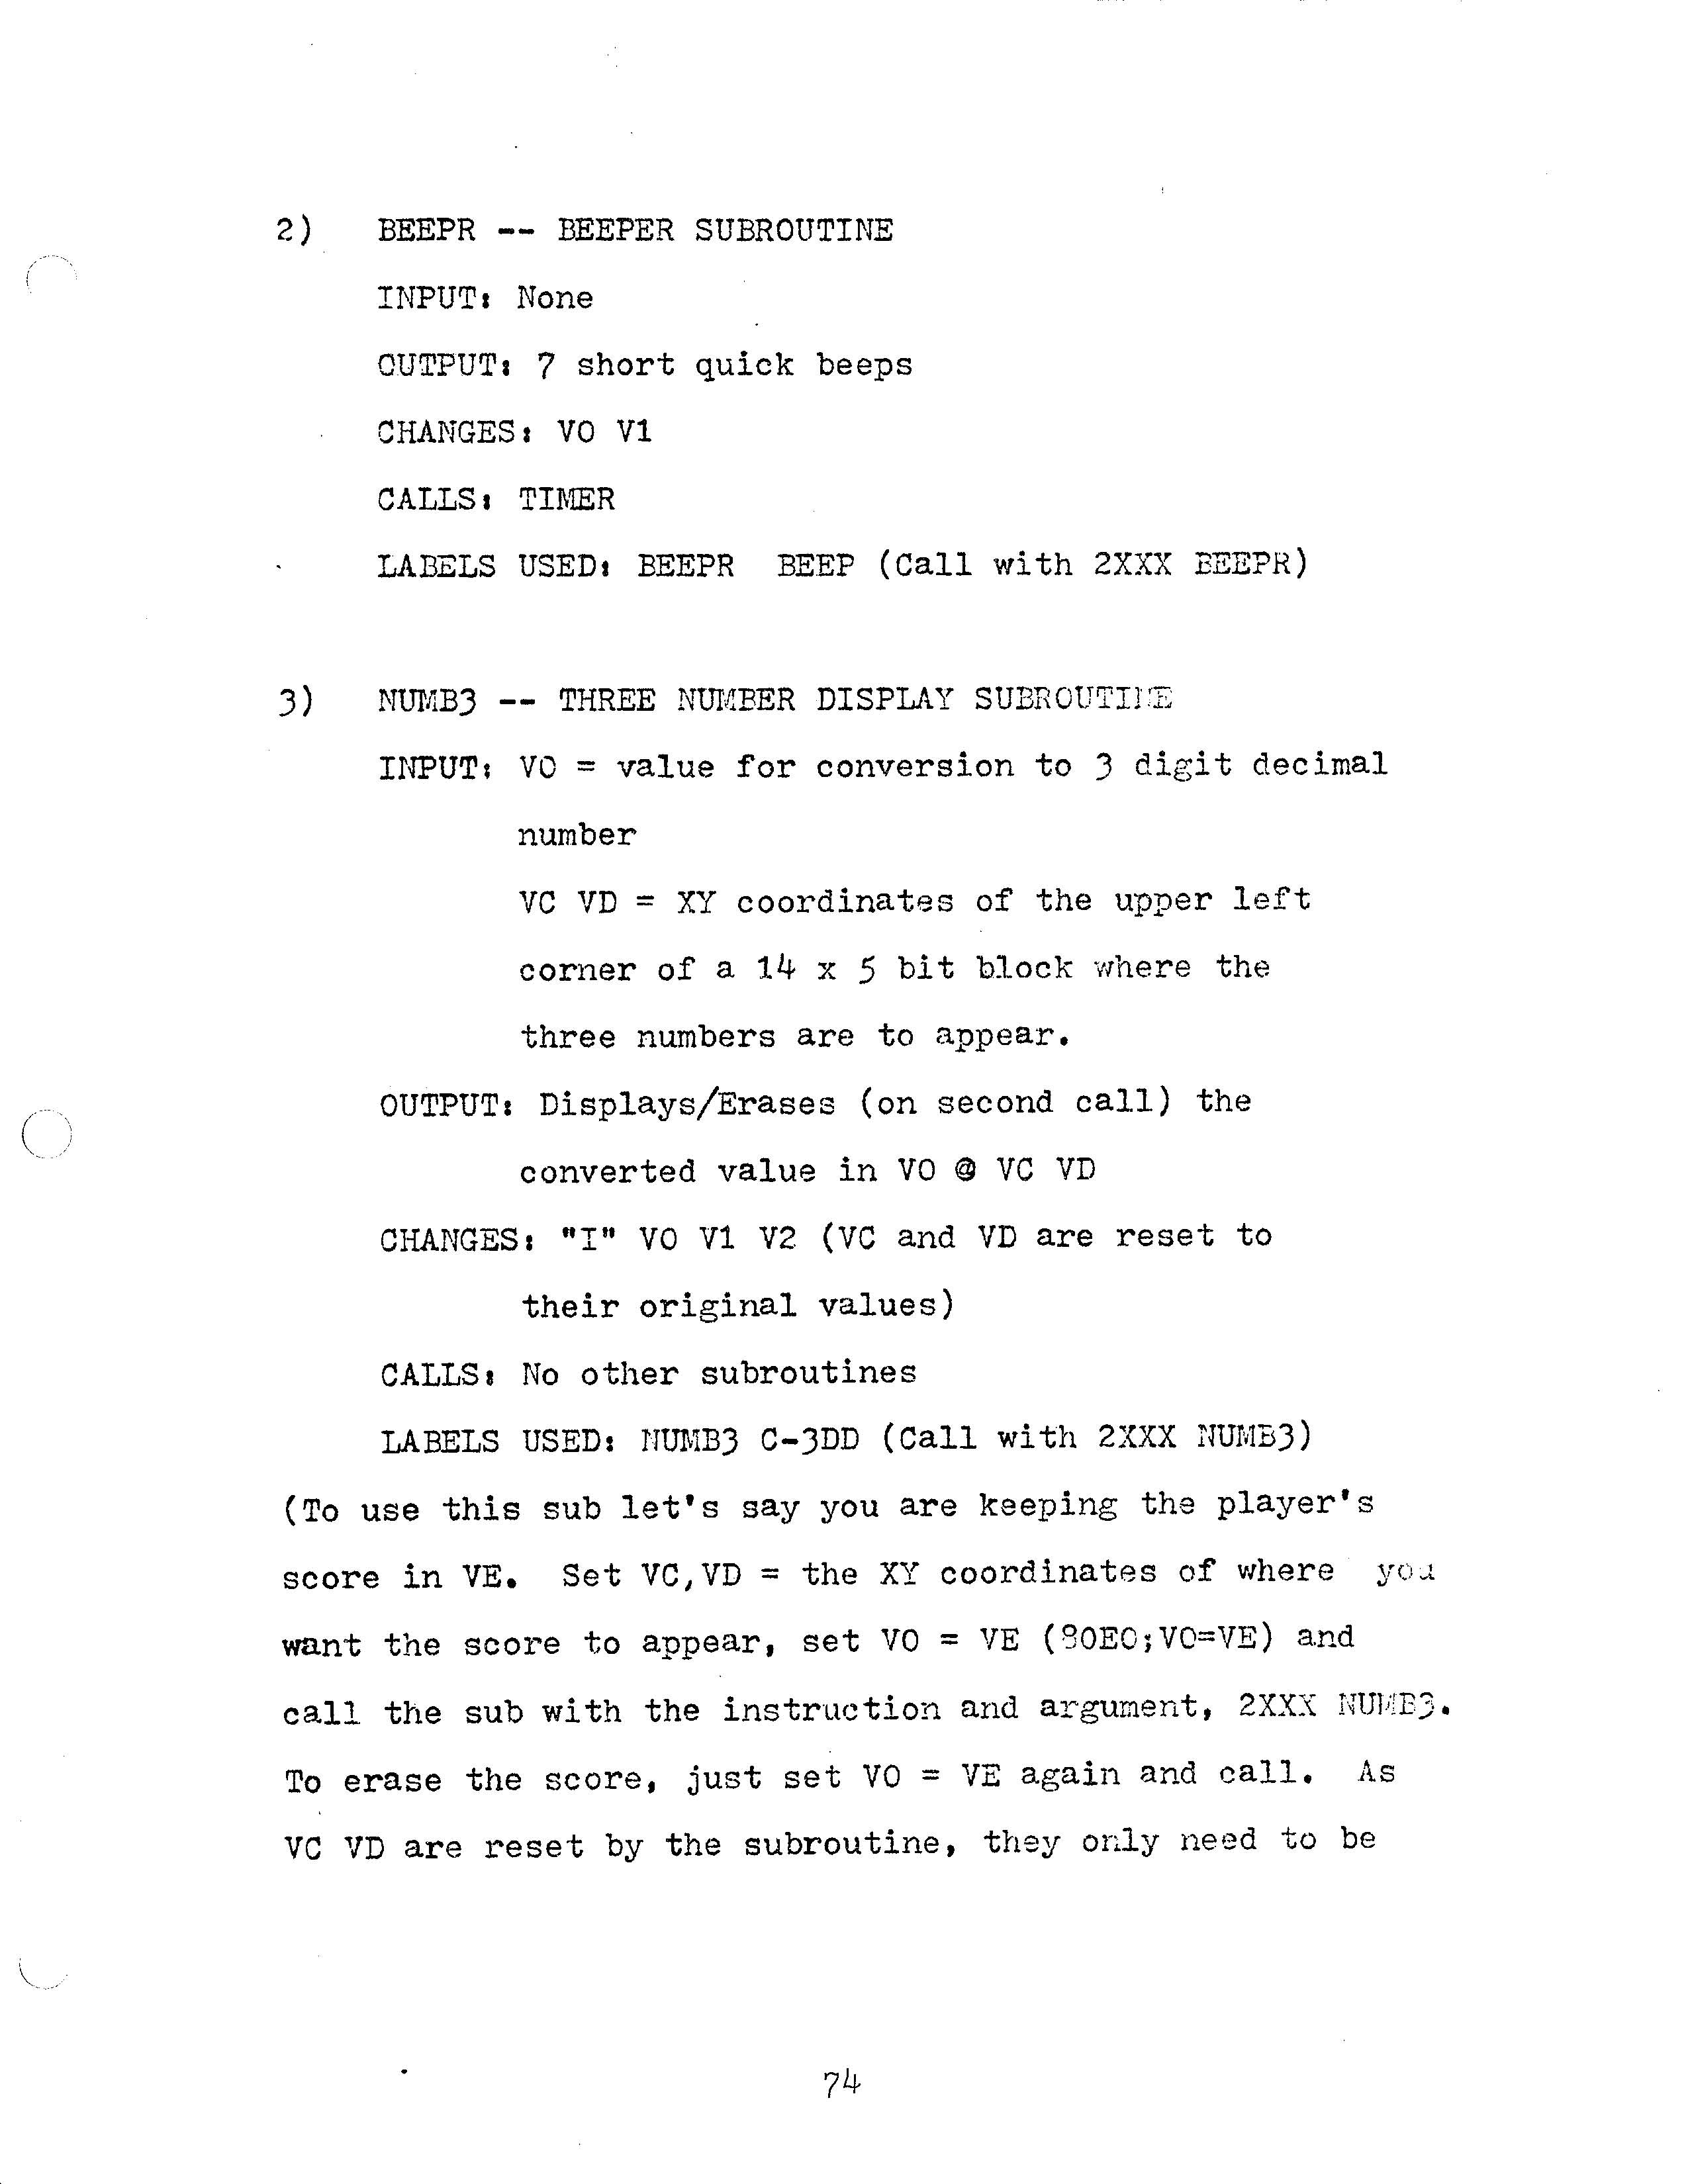 2) BEEPR -- BEEPER SUBROUTINE
INPUT: None
OUTPUT: 7 short quick beeps
CHANGES: V0 V1
CALLS: TIMER
LABELS USED: BEEPR BEEP (Call with 2XXX BEEPR)
3) NUMB3 -- THREE NUMBER DISPLAY SUBROUTINE
INPUT: V0 = value for conversion to 3 digit decimal
number
VC VD = XY coordinates of the upper left
corner of a 14 x 5 bit block where the
three numbers are to appear.
OUTPUT: Displays/Erases (on second call) the
converted value in V0 @ VC VD
CHANGES: "I" V0 V1 V2 (VC and VD are reset to
their original values)
CALLS: No other subroutines
LABELS USED: NUMB3 C-3DD (Call with 2XXX NUMB3)
(To use this sub let's say you are keeping the player's
score in VE. Set VC,VD = the XY coordinates of where you
want the score to appear, set V0 = VE (80E0;V0=VE) and
call the sub with the instruction and argument, 2XXX NUMB3.
To erase the score, just set V0 = VE again and call. As
VC VD are reset by the subroutine, they only need to be
74